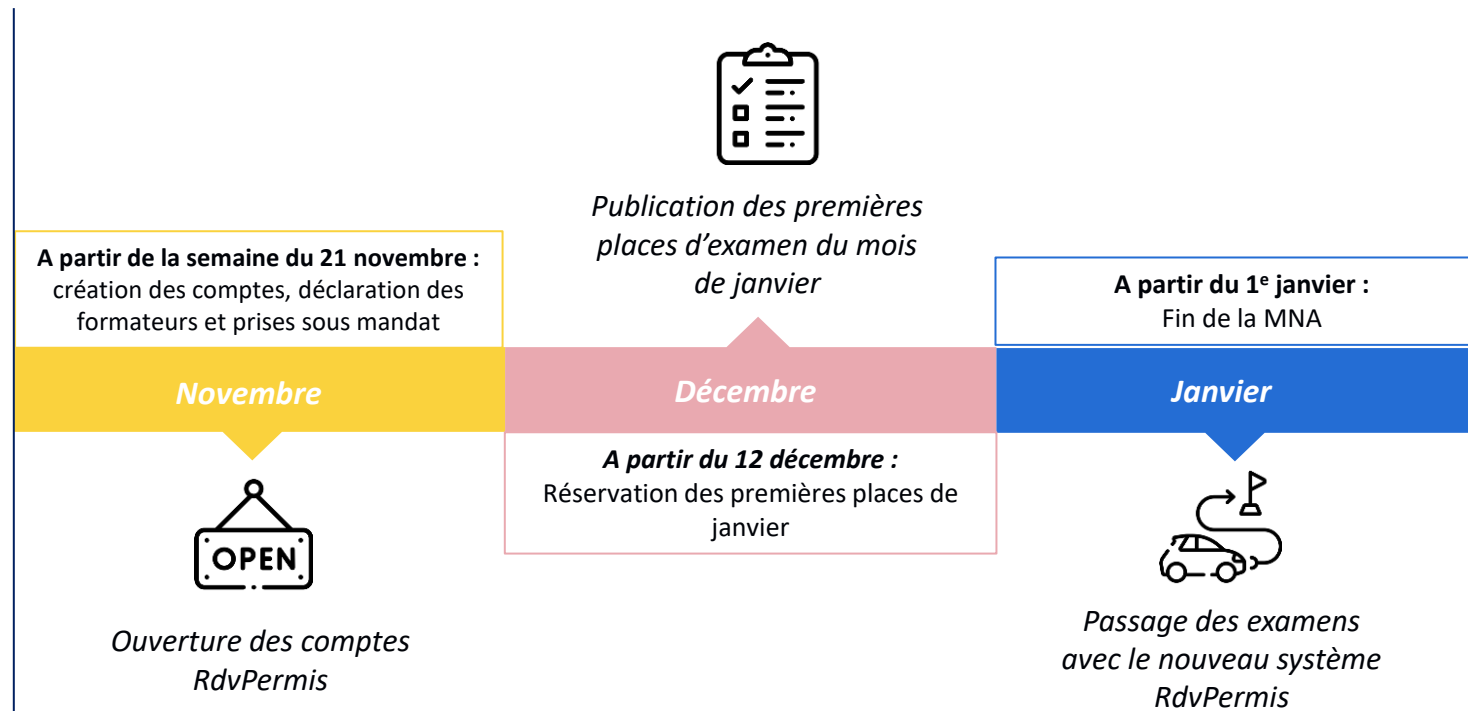 Publication des premières
places d’examen du mois
de janvier
A partir de la semaine du 21 novembre :
création des comptes, déclaration des
formateurs et prises sous mandat
A partir du 1e janvier :
Fin de la MNA
Novembre
Décembre
Janvier
A partir du 12 décembre :
Réservation des premières places de
janvier
OPEN
Ouverture des comptes
RdvPermis
Passage des examens
avec le nouveau système
RdvPermis